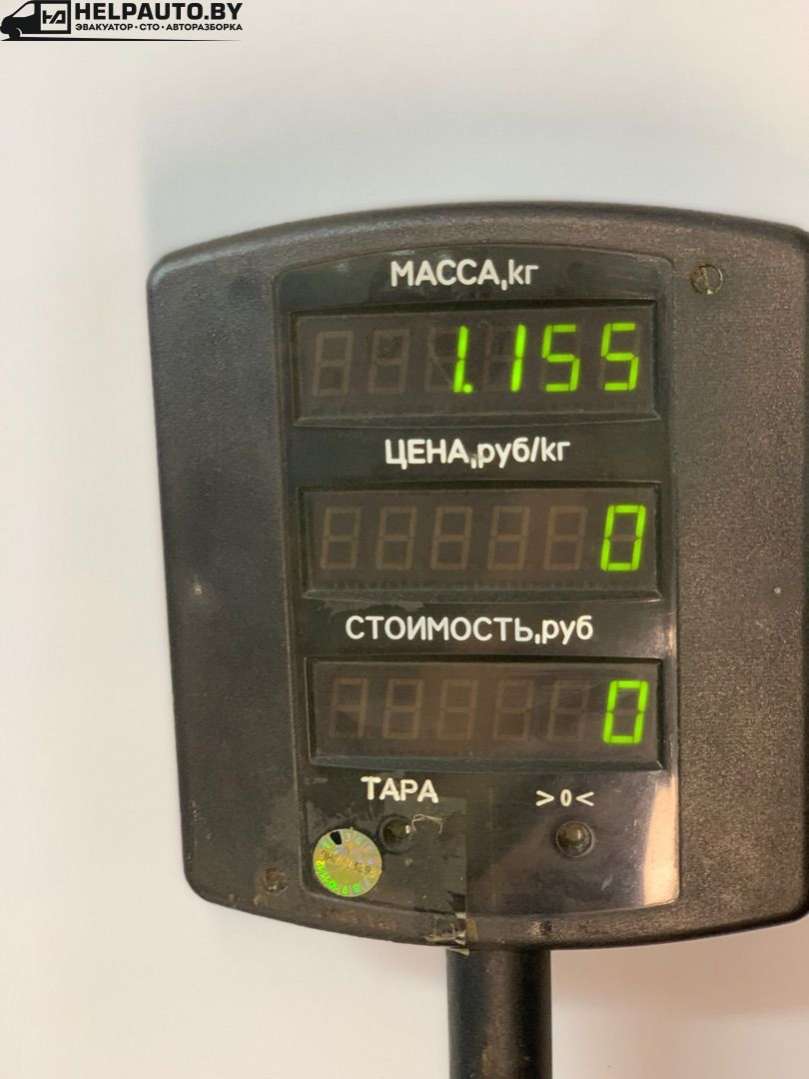 HELPAUTO.BY
ЭВАКУАТОР•СТО•АВТОРАЗБОРКА
МАССА,кг
1.155
ЦЕНА,руб/кг
0
СТОИМОСТЬ,руб
0
ТАРА >0<